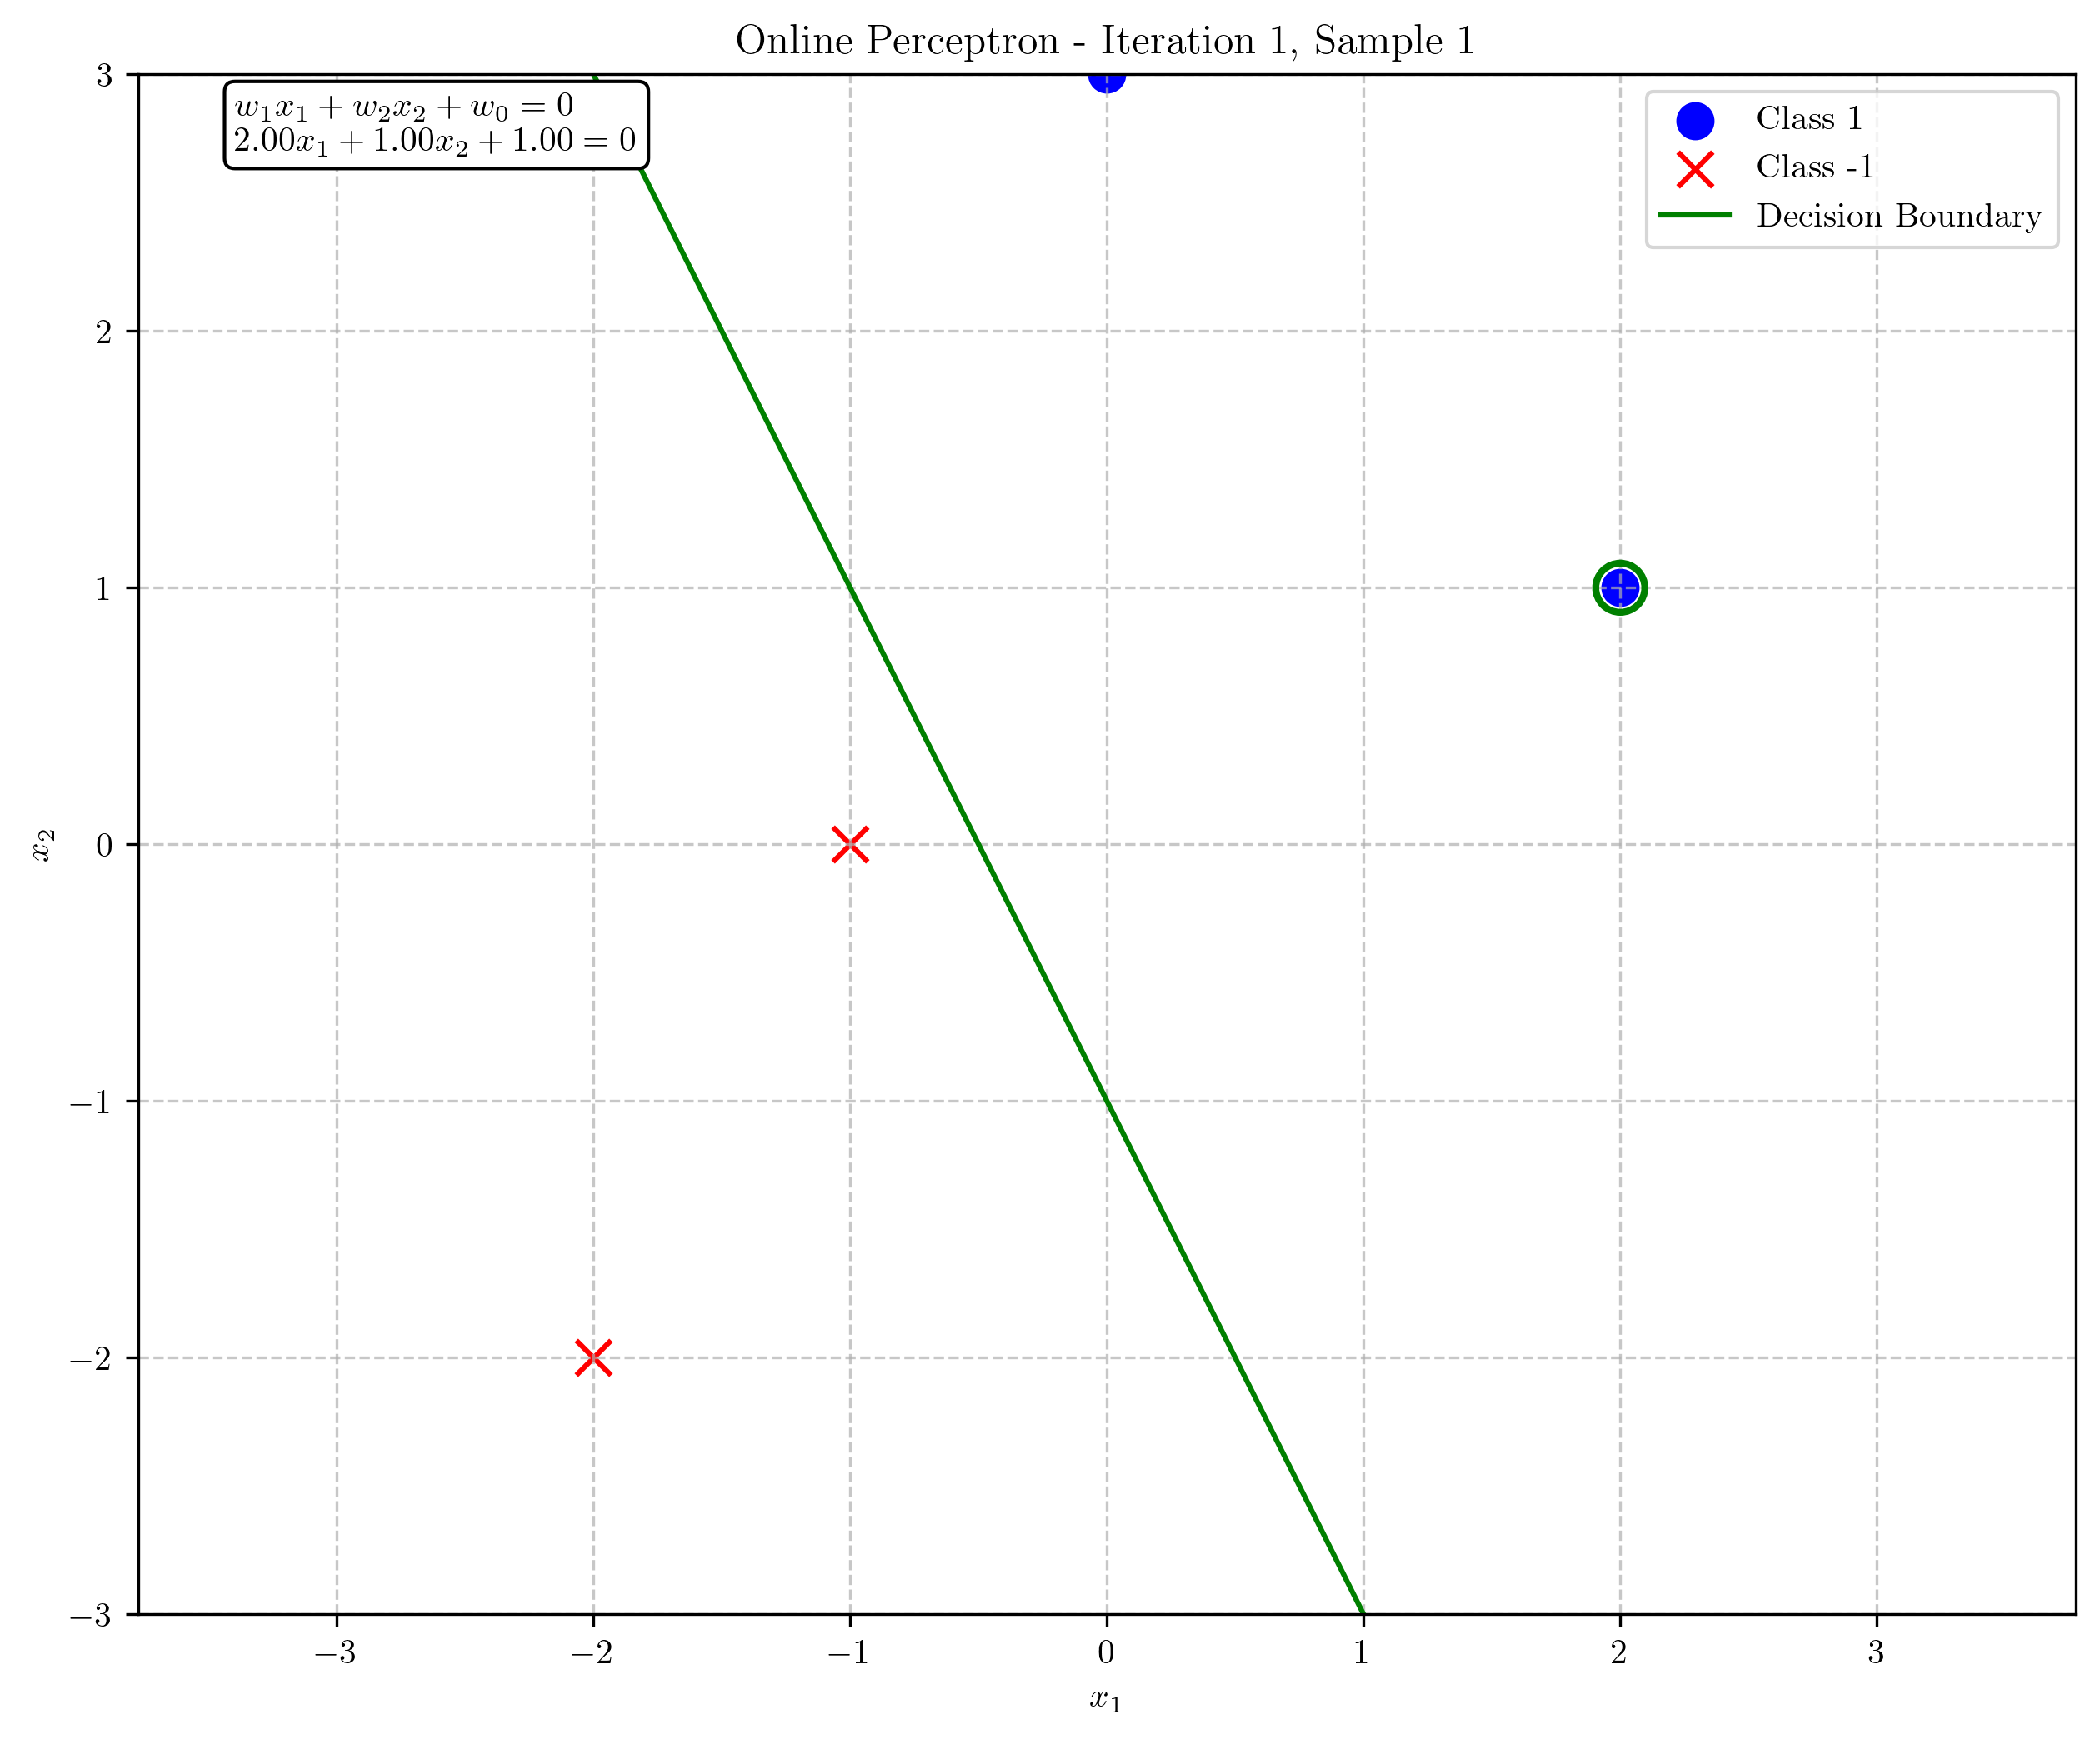 Online Perceptron - Iteration 1, Sample 1
w₁x₁ + w₂x₂ + w₀ = 0
2.00x₁ + 1.00x₂ + 1.00 = 0
Class 1
Class -1
Decision Boundary
3
2
1
0
−1
−2
−3
x₂
−3
−2
−1
0
1
2
3
x₁